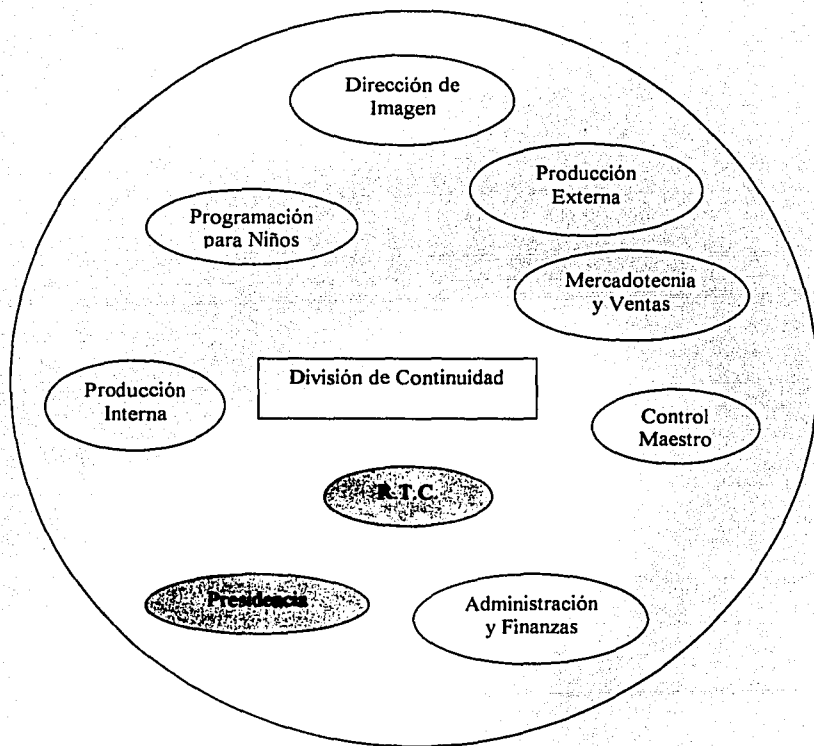 Dirección de
Imagen
Producción
Externa
Programación
para Niños
Mercadotecnia
y Ventas
División de Continuidad
Producción
Interna
Control
Maestro
R.T.C.
Presidencia
Administración
y Finanzas